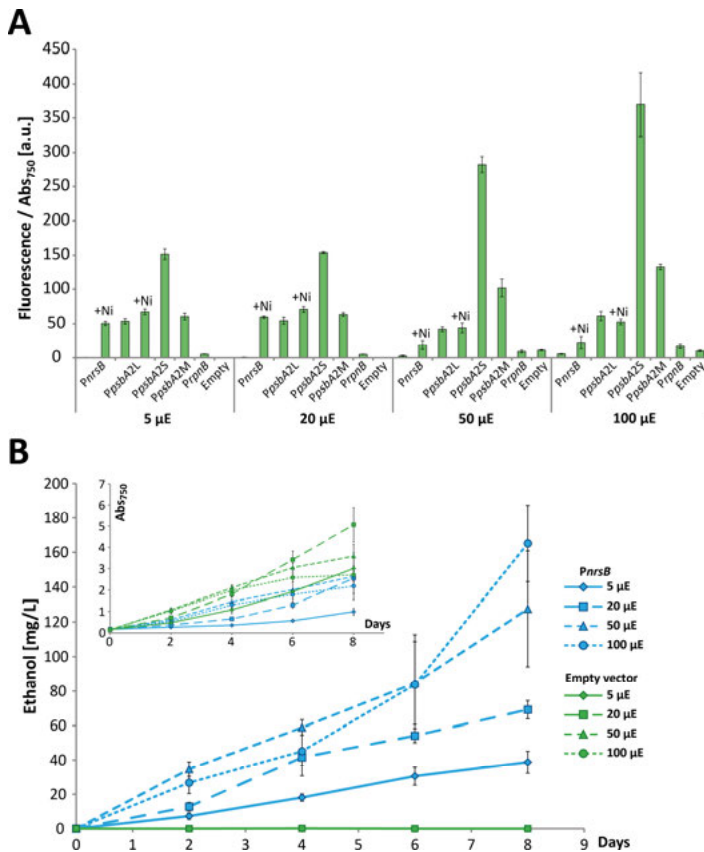 A
Fluorescence / Abs750 [a.u.]
450
400
350
300
250
200
150
100
50
0
+Ni +Ni +Ni +Ni +Ni +Ni +Ni +Ni
PnrsB PpsbA2L PpsbA2S PpsbA2M PrpnB Empty PnrsB PpsbA2L PpsbA2S PpsbA2M PrpnB Empty PnrsB PpsbA2L PpsbA2S PpsbA2M PrpnB Empty PnrsB PpsbA2L PpsbA2S PpsbA2M PrpnB Empty
5 µE 20 µE 50 µE 100 µE
B
Ethanol [mg/L]
200
180
160
140
120
100
80
60
40
20
0
0 1 2 3 4 5 6 7 8 9 Days
Abs750
7
6
5
4
3
2
1
0
0 2 4 6 8
Days
PnrsB
5 µE
20 µE
50 µE
100 µE
Empty vector
5 µE
20 µE
50 µE
100 µE